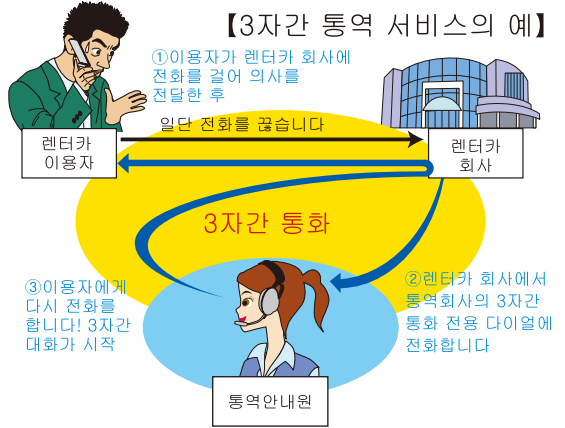 【3자간 통역 서비스의 예】
①이용자가 렌터카 회사에
전화를 걸어 의사를
전달한 후
일단 전화를 끊습니다
렌터카
이용자
렌터카
회사
3자간 통화
②렌터카 회사에서
통역회사의 3자간
통화 전용 다이얼에
전화합니다
③이용자에게
다시 전화를
합니다! 3자간
대화가 시작
통역안내원